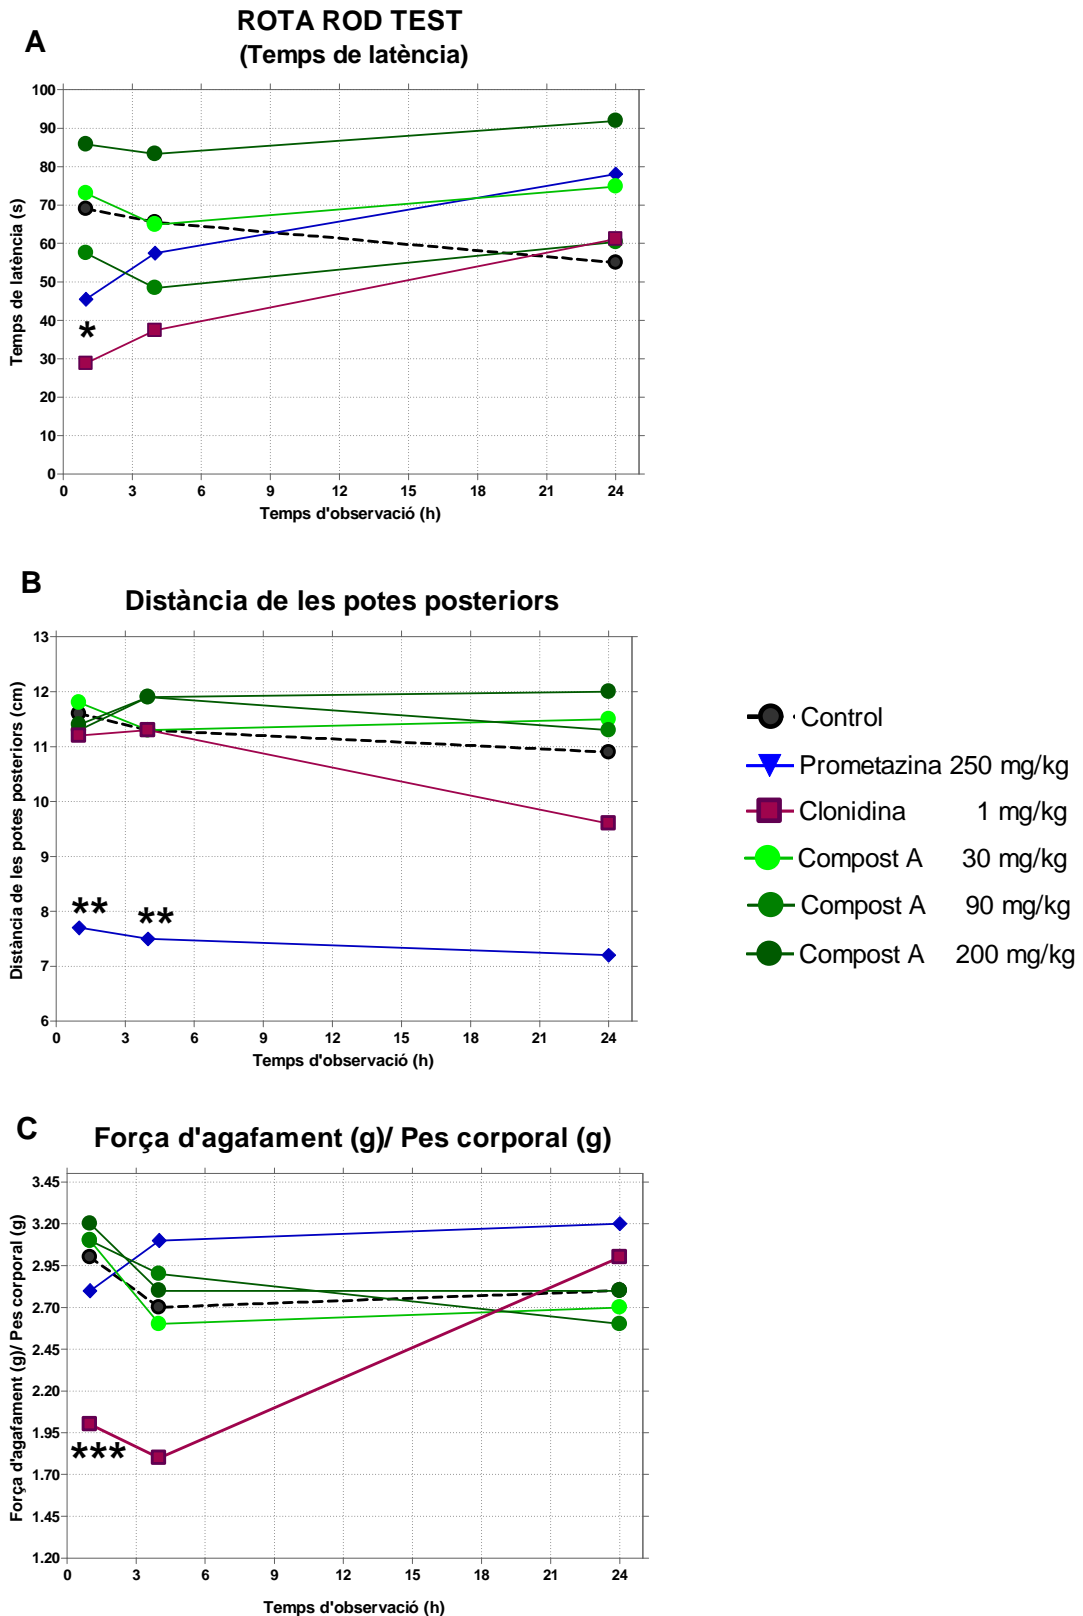 A
ROTA ROD TEST
(Temps de latència)
Temps de latència (s)
100
90
80
70
60
50
40
30
20
10
0
*
0 3 6 9 12 15 18 21 24
Temps d'observació (h)
B
Distància de les potes posteriors
Distància de les potes posteriors (cm)
13
12
11
10
9
8
7
6
** **
0 3 6 9 12 15 18 21 24
Temps d'observació (h)
Control
Prometazina 250 mg/kg
Clonidina 1 mg/kg
Compost A 30 mg/kg
Compost A 90 mg/kg
Compost A 200 mg/kg
C
Força d'agafament (g)/ Pes corporal (g)
Força d'agafament (g)/ Pes corporal (g)
3.45
3.20
2.95
2.70
2.45
2.20
1.95
1.70
1.45
1.20
***
0 3 6 9 12 15 18 21 24
Temps d'observació (h)